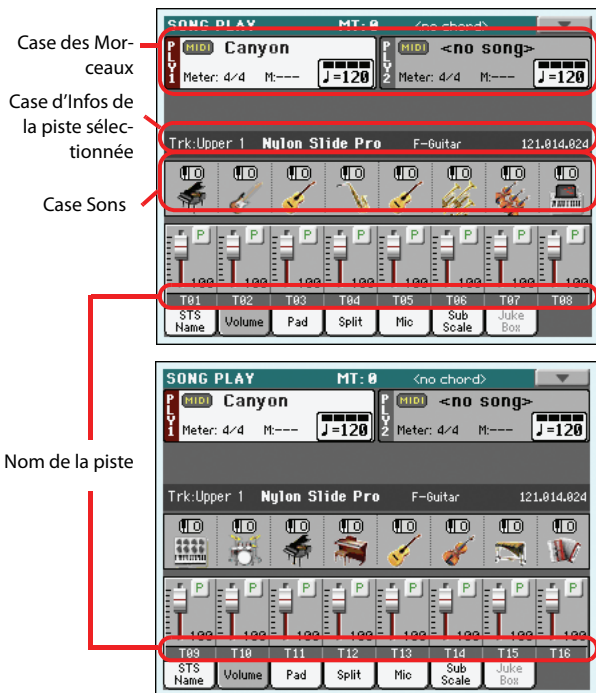 Case des Mor-
ceaux
Case d'Infos de
la piste sélec-
tionnée
Case Sons
Nom de la piste
SONG PLAY MT: 0 <no chord>
PLY1 MIDI Canyon
Meter: 4/4 M:--- ♩=120
PLY2 MIDI <no song>
Meter: 4/4 M:--- ♩=120
Trk:Upper 1 Nylon Slide Pro F-Guitar 121.014.024
P P P P P P P P
100 100 100 100 100 100 100 100
T01 T02 T03 T04 T05 T06 T07 T08
STS Name Volume Pad Split Mic Sub Scale Juke Box
SONG PLAY MT: 0 <no chord>
PLY1 MIDI Canyon
Meter: 4/4 M:--- ♩=120
PLY2 MIDI <no song>
Meter: 4/4 M:--- ♩=120
Trk:Upper 1 Nylon Slide Pro F-Guitar 121.014.024
P P P P P P P P
100 100 100 100 100 100 100 100
T09 T10 T11 T12 T13 T14 T15 T16
STS Name Volume Pad Split Mic Sub Scale Juke Box